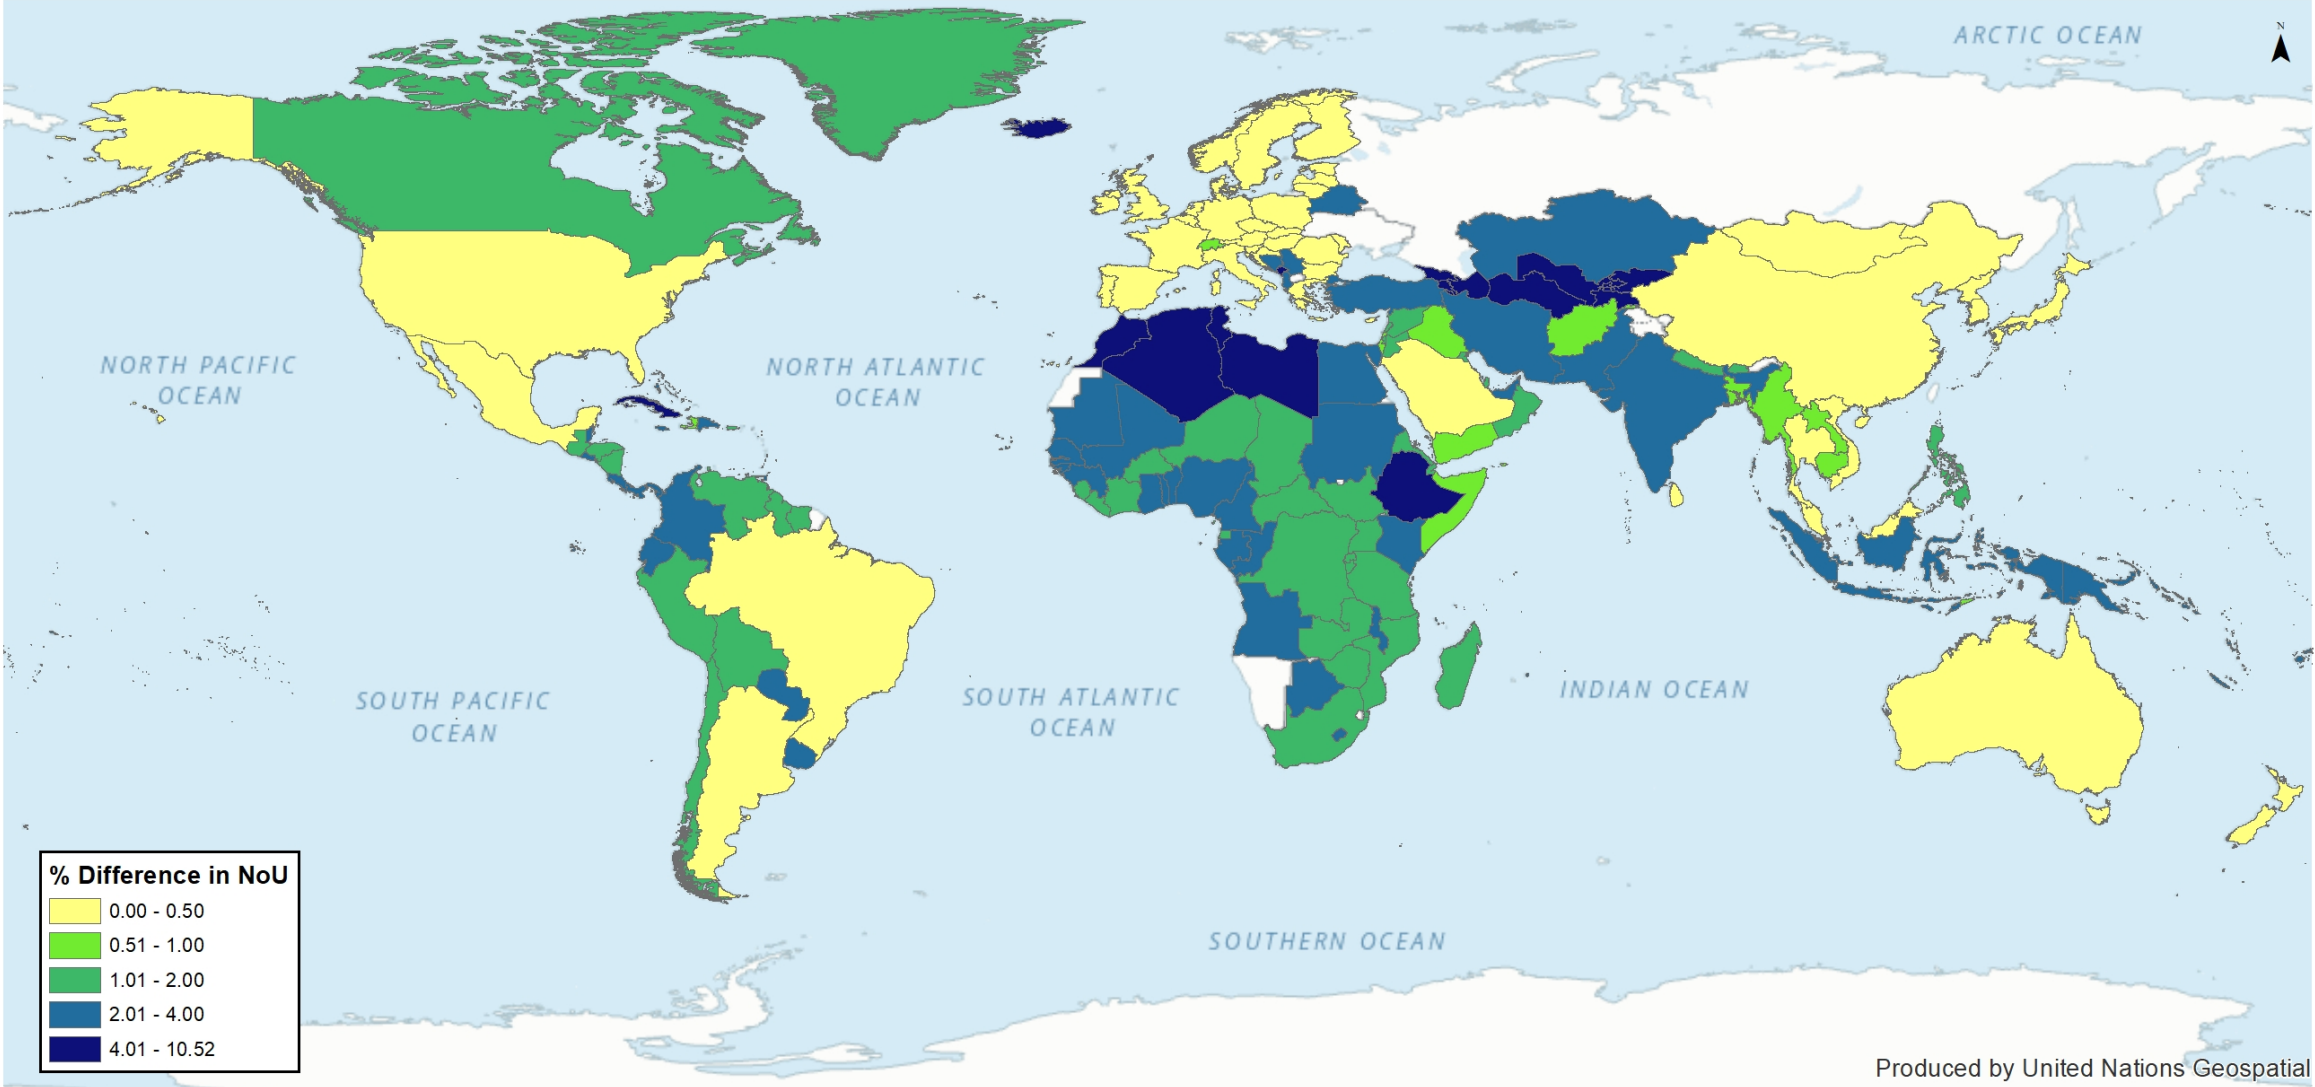 ARCTIC OCEAN
N
NORTH PACIFIC
OCEAN
NORTH ATLANTIC
OCEAN
SOUTH PACIFIC
OCEAN
SOUTH ATLANTIC
OCEAN
INDIAN OCEAN
SOUTHERN OCEAN
% Difference in NoU
0.00 - 0.50
0.51 - 1.00
1.01 - 2.00
2.01 - 4.00
4.01 - 10.52
Produced by United Nations Geospatial